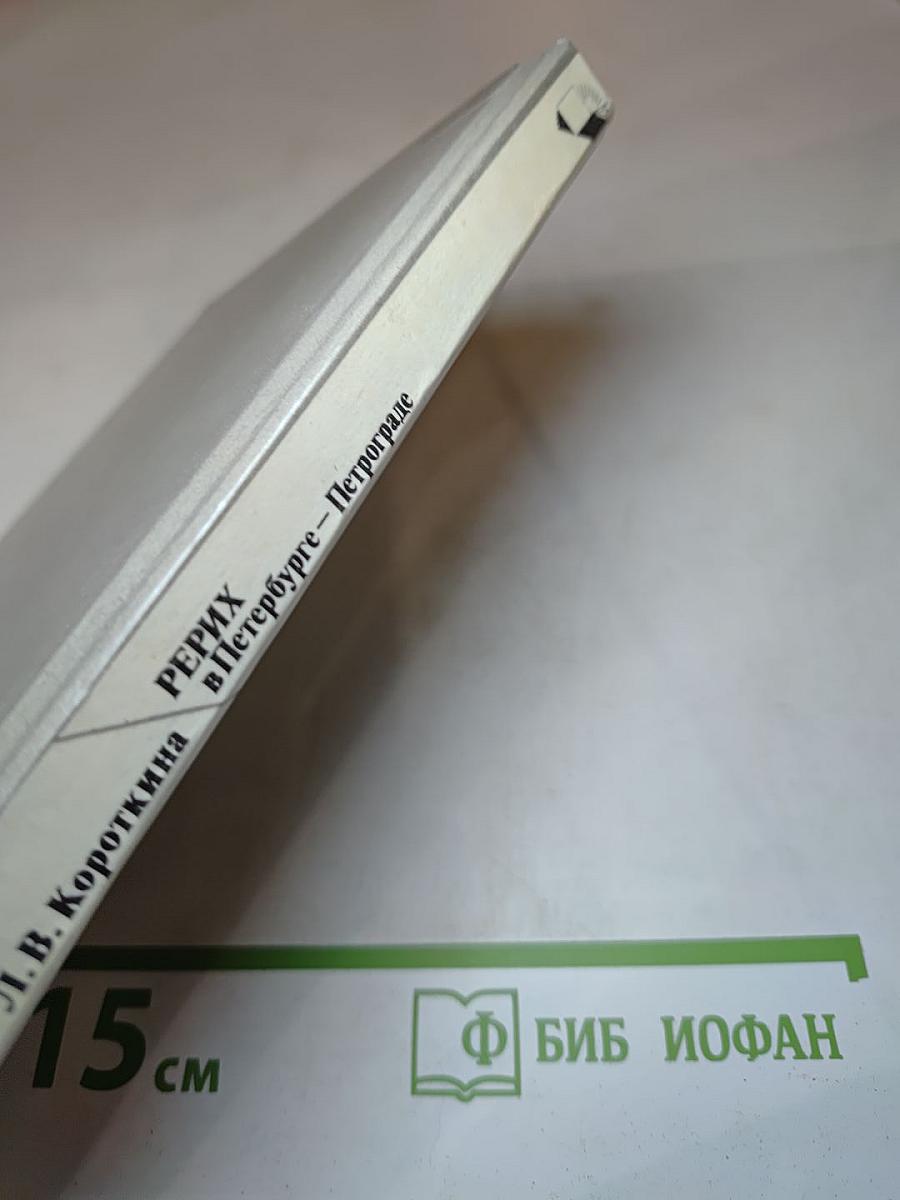 Л. В. Короткина
РЕРИХ
в Петербурге – Петрограде
15 см
Ф БИБ ИОФАН